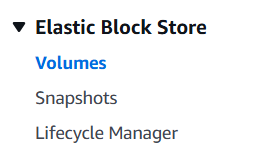 Elastic Block Store
Volumes
Snapshots
Lifecycle Manager